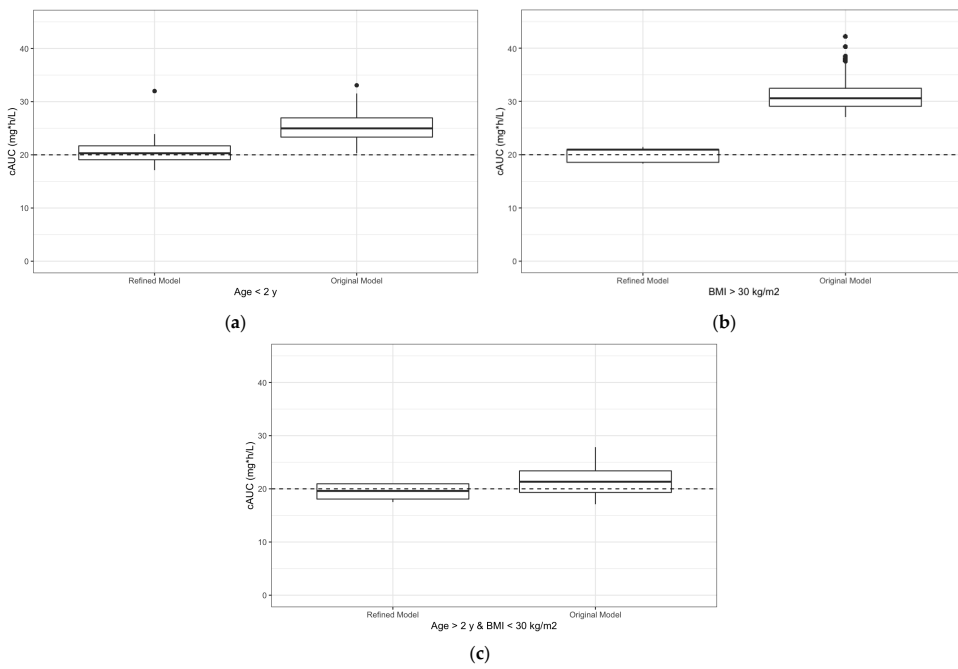 cAUC (mg*h/L)
40
30
20
10
0
Refined Model
Original Model
Age < 2 y
(a)
cAUC (mg*h/L)
40
30
20
10
0
Refined Model
Original Model
BMI > 30 kg/m2
(b)
cAUC (mg*h/L)
40
30
20
10
0
Refined Model
Original Model
Age > 2 y & BMI < 30 kg/m2
(c)